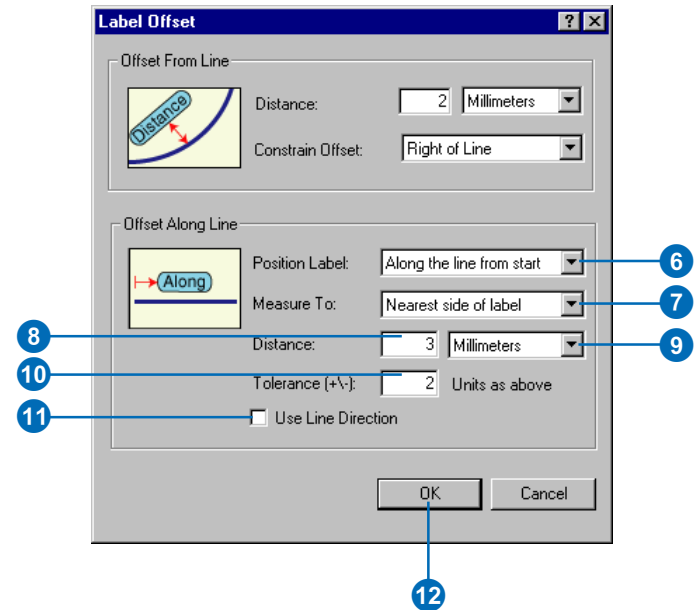 Label Offset
Offset From Line
Distance
Distance: 2 Millimeters
Constrain Offset: Right of Line
Offset Along Line
Along
Position Label: Along the line from start 6
Measure To: Nearest side of label 7
8 Distance: 3 Millimeters 9
10 Tolerance (+\-): 2 Units as above
11 Use Line Direction
OK Cancel
12